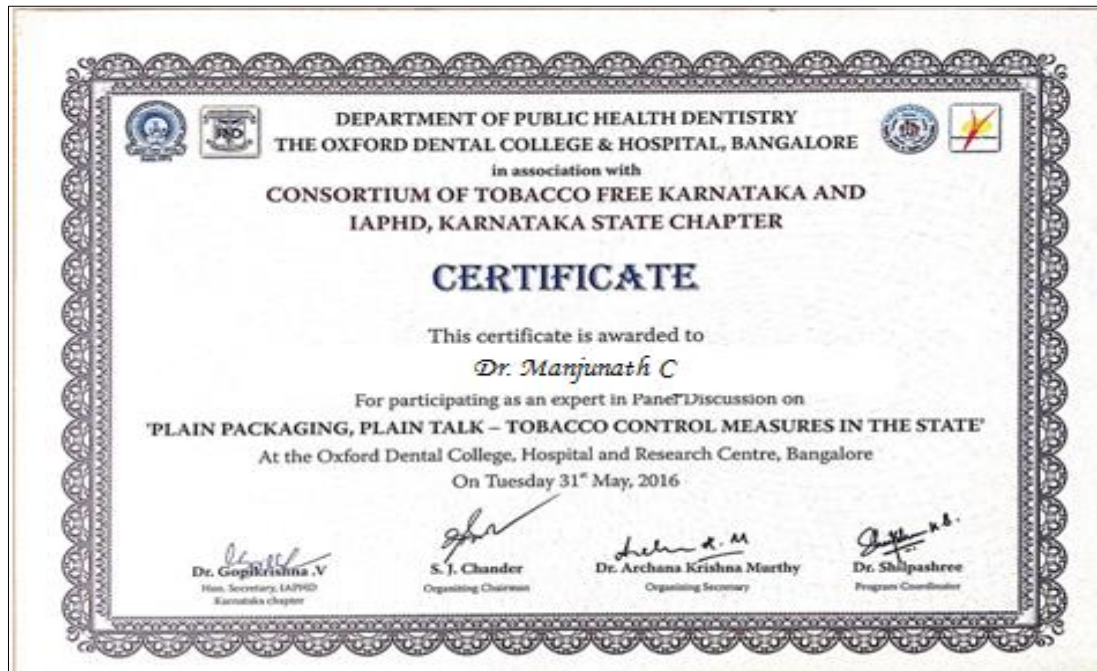 DEPARTMENT OF PUBLIC HEALTH DENTISTRY
THE OXFORD DENTAL COLLEGE & HOSPITAL, BANGALORE
in association with
CONSORTIUM OF TOBACCO FREE KARNATAKA AND
IAPHD, KARNATAKA STATE CHAPTER
CERTIFICATE
This certificate is awarded to
Dr. Manjunath C
For participating as an expert in Panel Discussion on
'PLAIN PACKAGING, PLAIN TALK – TOBACCO CONTROL MEASURES IN THE STATE'
At the Oxford Dental College, Hospital and Research Centre, Bangalore
On Tuesday 31st May, 2016
Dr. Gopikrishna .V S. J. Chander Dr. Archana Krishna Murthy Dr. Shilpashree
Hon. Secretary, IAPHD Organizing Chairman Organizing Secretary Program Coordinator
Karnataka chapter